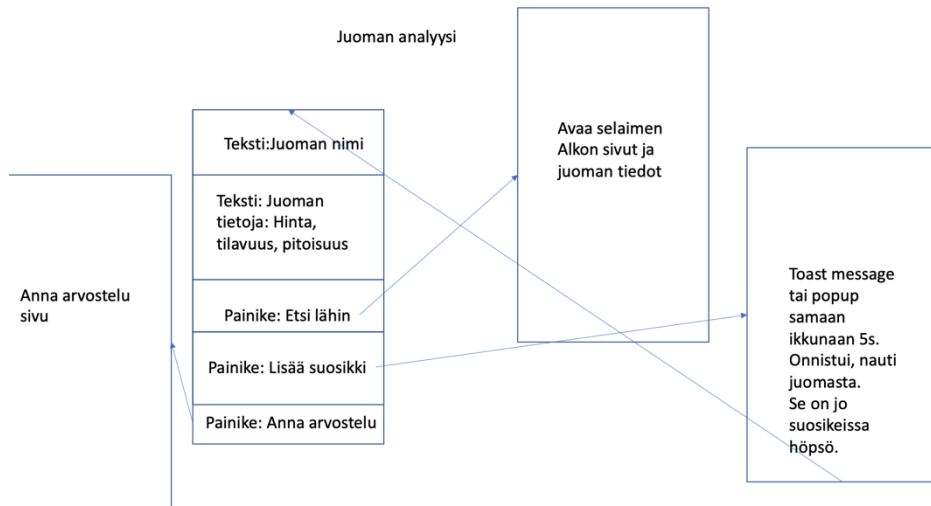 Juoman analyysi
Teksti:Juoman nimi
Teksti: Juoman
tietoja: Hinta,
tilavuus, pitoisuus
Painike: Etsi lähin
Painike: Lisää suosikki
Painike: Anna arvostelu
Anna arvostelu
sivu
Avaa selaimen
Alkon sivut ja
juoman tiedot
Toast message
tai popup
samaan
ikkunaan 5s.
Onnistui, nauti
juomasta.
Se on jo
suosikeissa
höpsö.